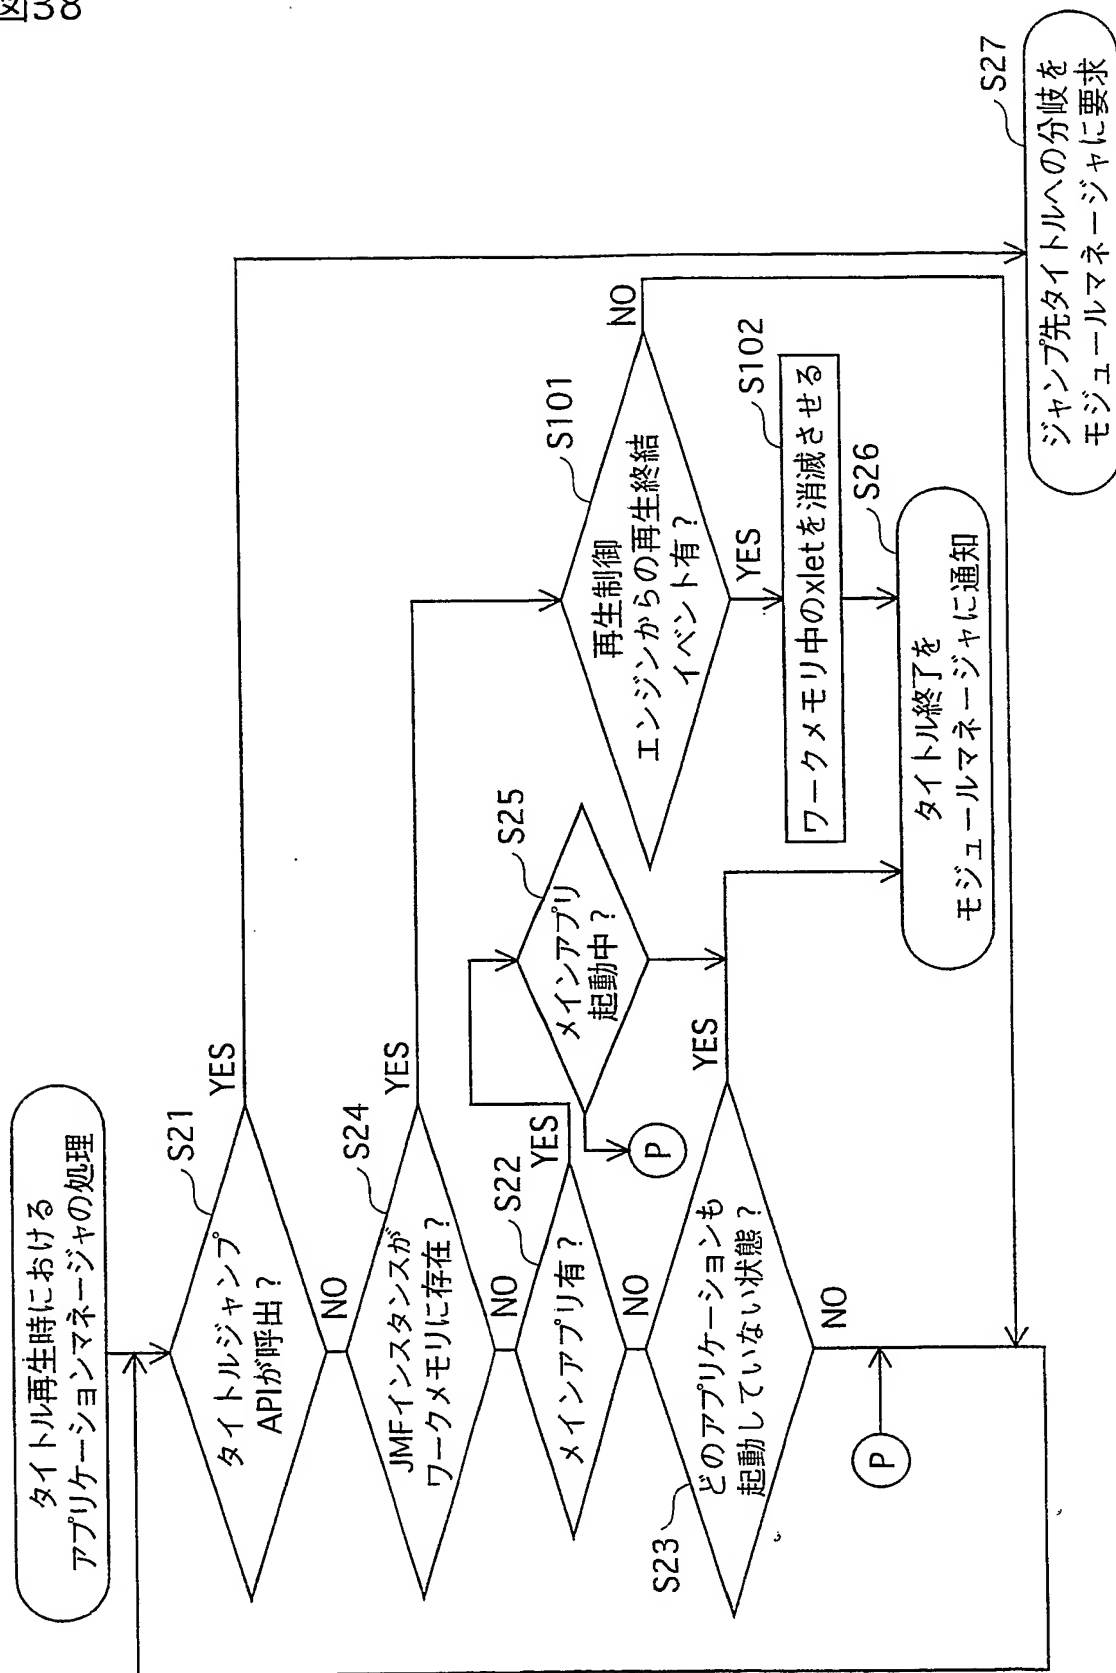 図38
タイトル再生時における
アプリケーションマネージャの処理
S21
タイトルジャンプ
APIが呼出？
YES
NO
S24
JMFインスタンスが
ワークメモリに存在？
YES
NO
S22
メインアプリ有？
YES
NO
S25
メインアプリ
起動中？
P
S23
どのアプリケーションも
起動していない状態？
YES
NO
P
S101
再生制御
エンジンからの再生終結
イベント有？
NO
YES
S102
ワークメモリ中のxletを消滅させる
S26
タイトル終了を
モジュールマネージャに通知
S27
ジャンプ先タイトルへの分岐を
モジュールマネージャに要求